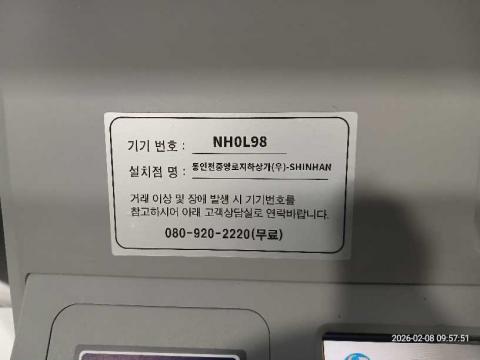 기기 번호 : NH0L98
설치점 명 : 동인천중앙로지하상가(우)-SHINHAN
거래 이상 및 장애 발생 시 기기번호를
참고하시어 아래 고객상담실로 연락바랍니다.
080-920-2220(무료)
2026-02-08 09:57:51